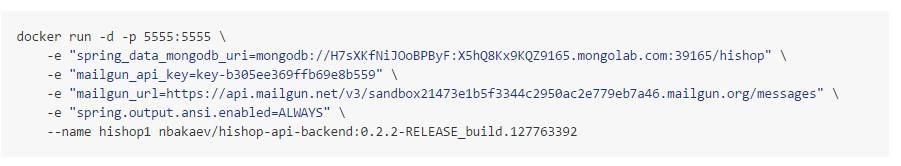 docker run -d -p 5555:5555 \
-e "spring_data_mongodb_uri=mongodb://H7sXKfNiJOoBPByF:X5hQ8Kx9KQZ9165.mongolab.com:39165/hishop" \
-e "mailgun_api_key=key-b305ee369ffb69e8b559" \
-e "mailgun_url=https://api.mailgun.net/v3/sandbox21473e1b5f3344c2950ac2e779eb7a46.mailgun.org/messages" \
-e "spring.output.ansi.enabled=ALWAYS" \
--name hishop1 nbakaev/hishop-api-backend:0.2.2-RELEASE_build.127763392